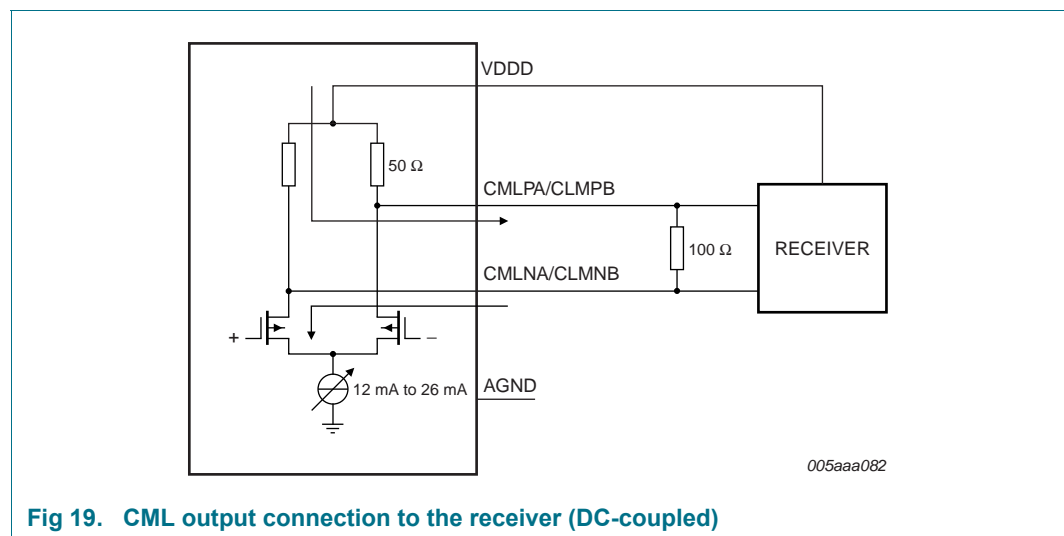 VDDD
50 Ω
CMLPA/CLMPB
100 Ω
RECEIVER
CMLNA/CLMNB
+ −
12 mA to 26 mA
AGND
005aaa082
Fig 19. CML output connection to the receiver (DC-coupled)